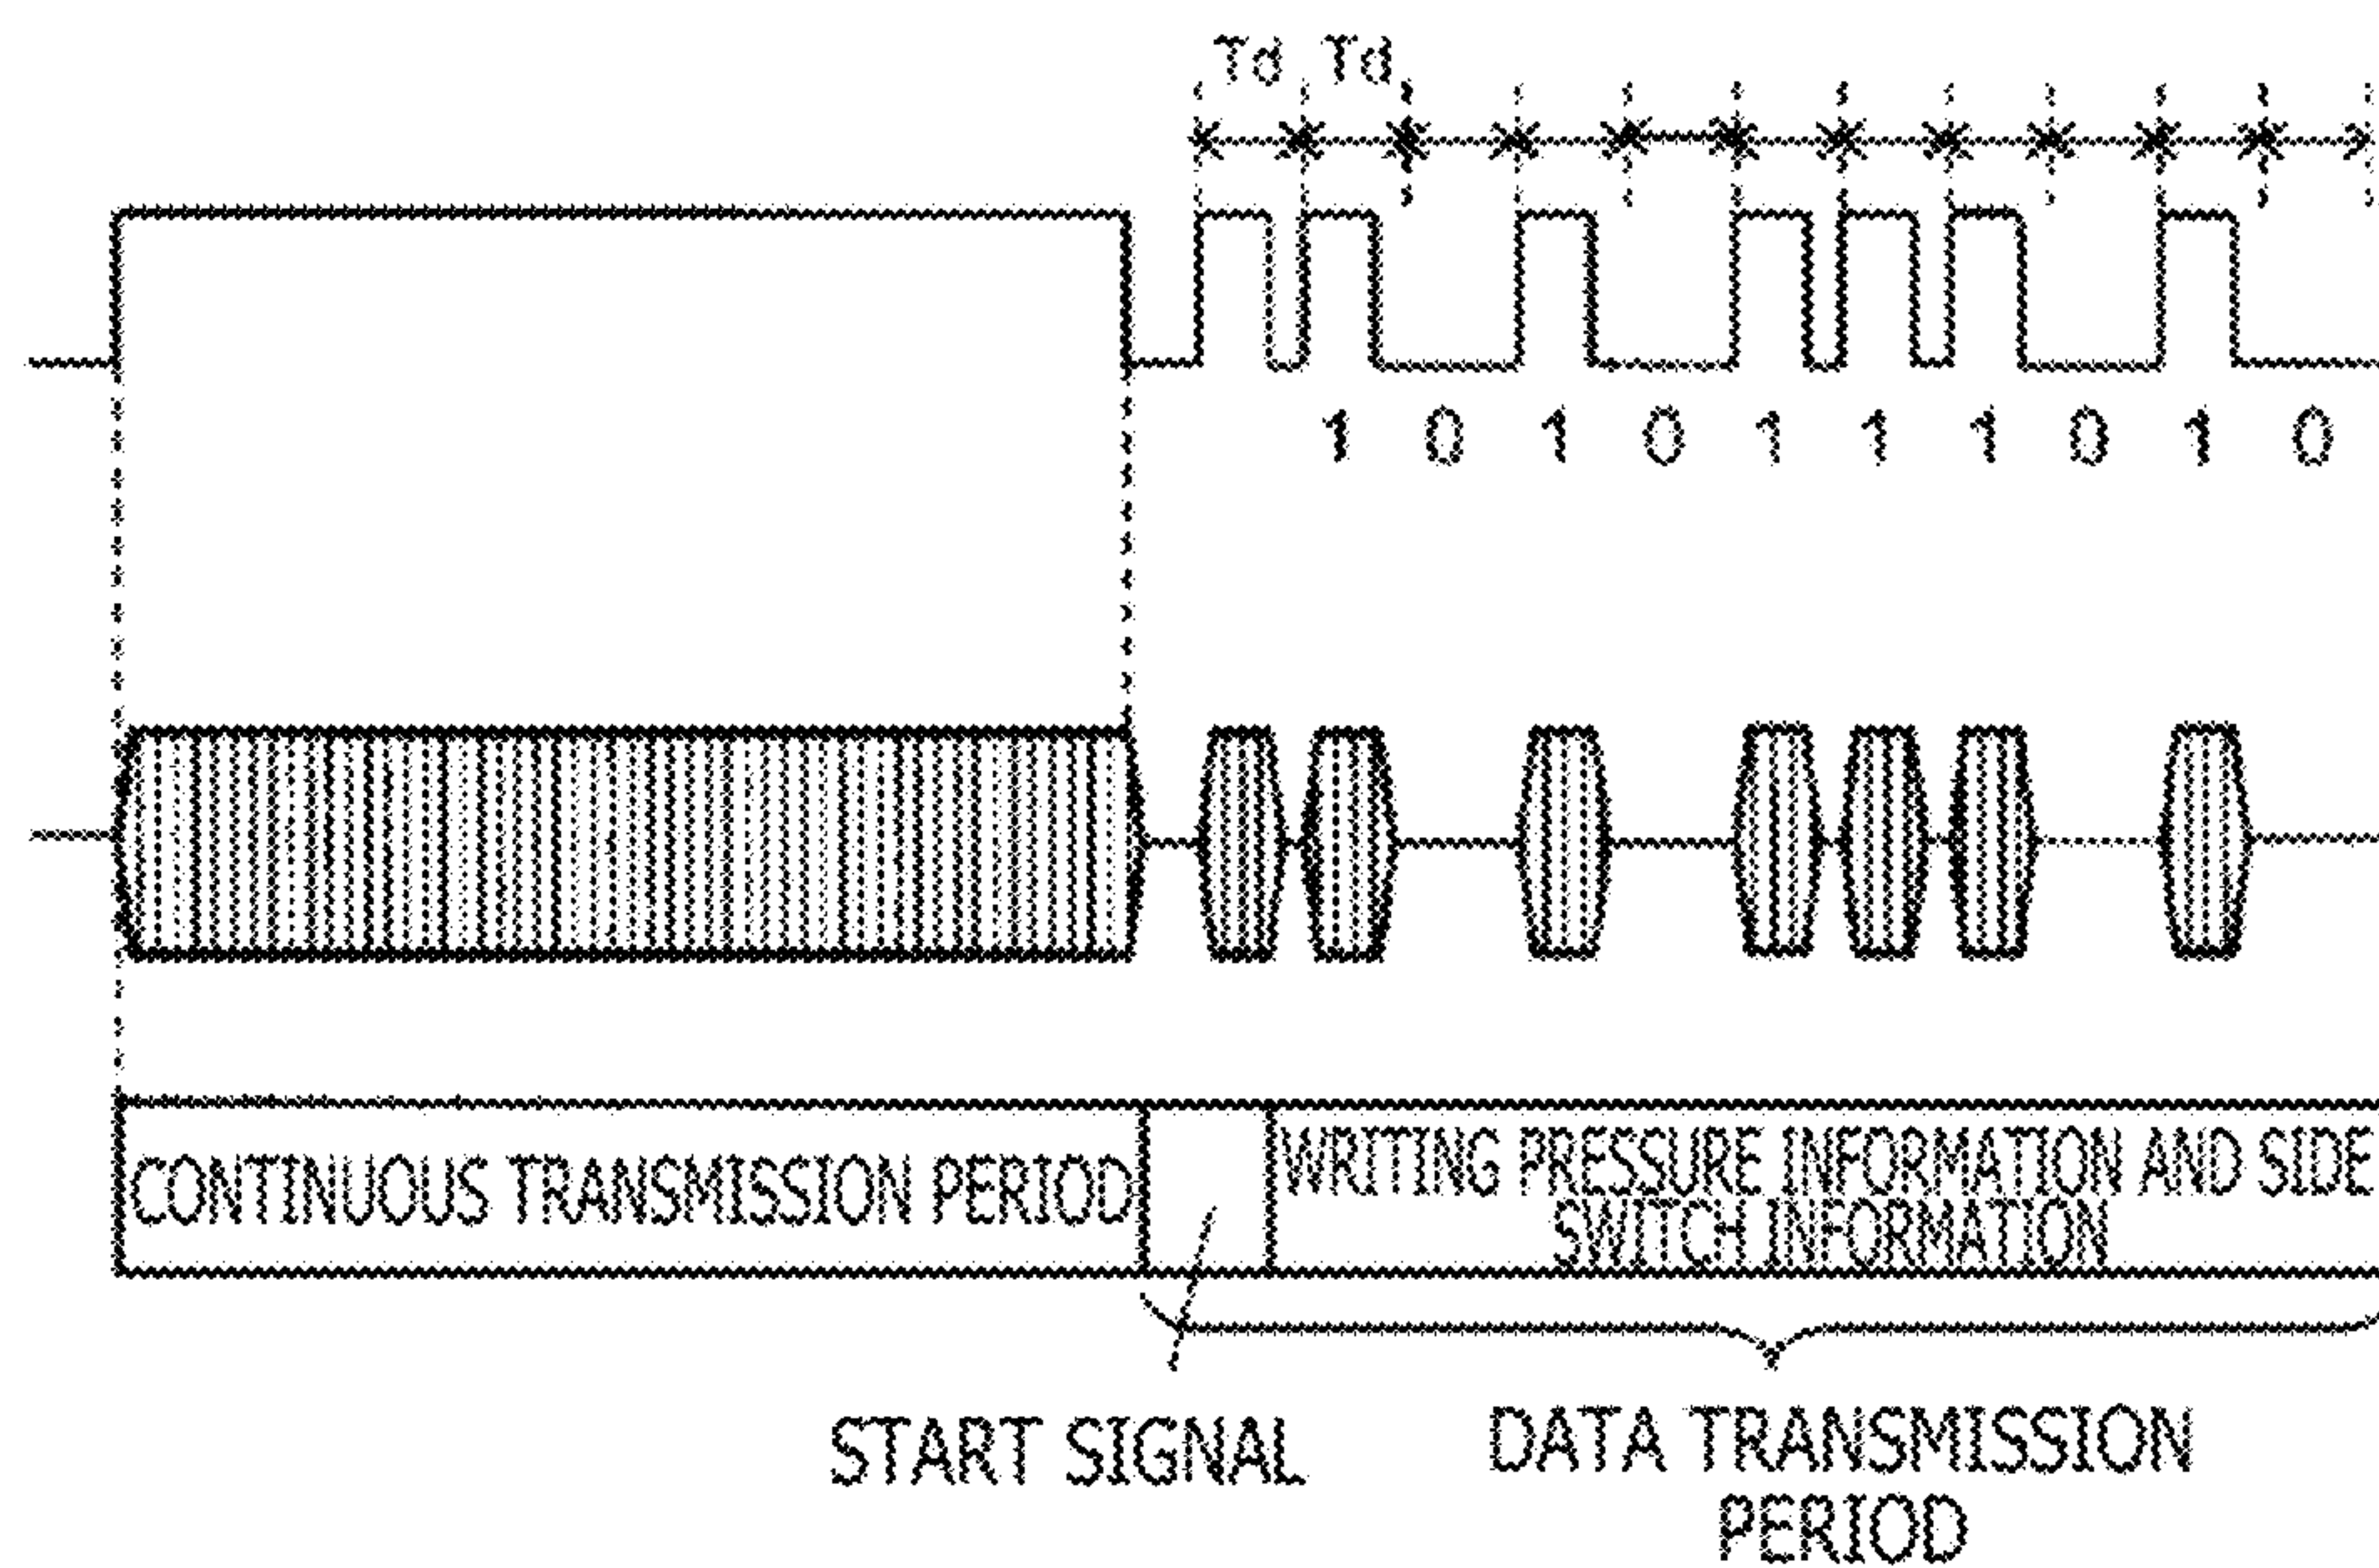 Td Td
1 0 1 0 1 1 1 0 1 0
CONTINUOUS TRANSMISSION PERIOD
WRITING PRESSURE INFORMATION AND SIDE
SWITCH INFORMATION
START SIGNAL
DATA TRANSMISSION
PERIOD